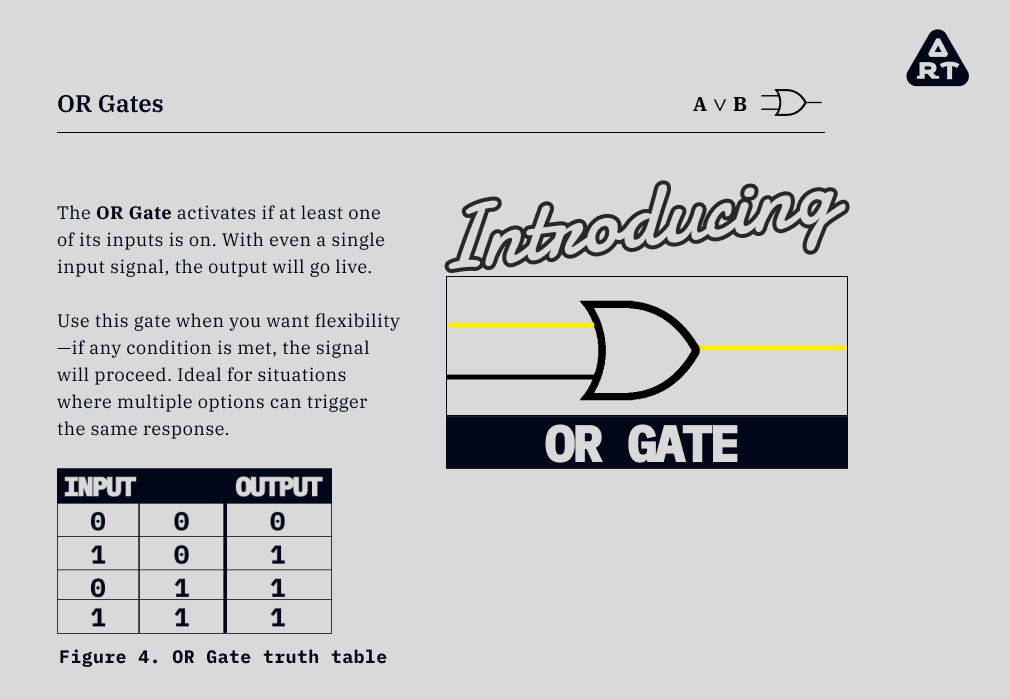 ART
OR Gates
A ∨ B
The OR Gate activates if at least one
of its inputs is on. With even a single
input signal, the output will go live.
Use this gate when you want flexibility
—if any condition is met, the signal
will proceed. Ideal for situations
where multiple options can trigger
the same response.
INPUT OUTPUT
0 0 0
1 0 1
0 1 1
1 1 1
Figure 4. OR Gate truth table
Introducing
OR GATE